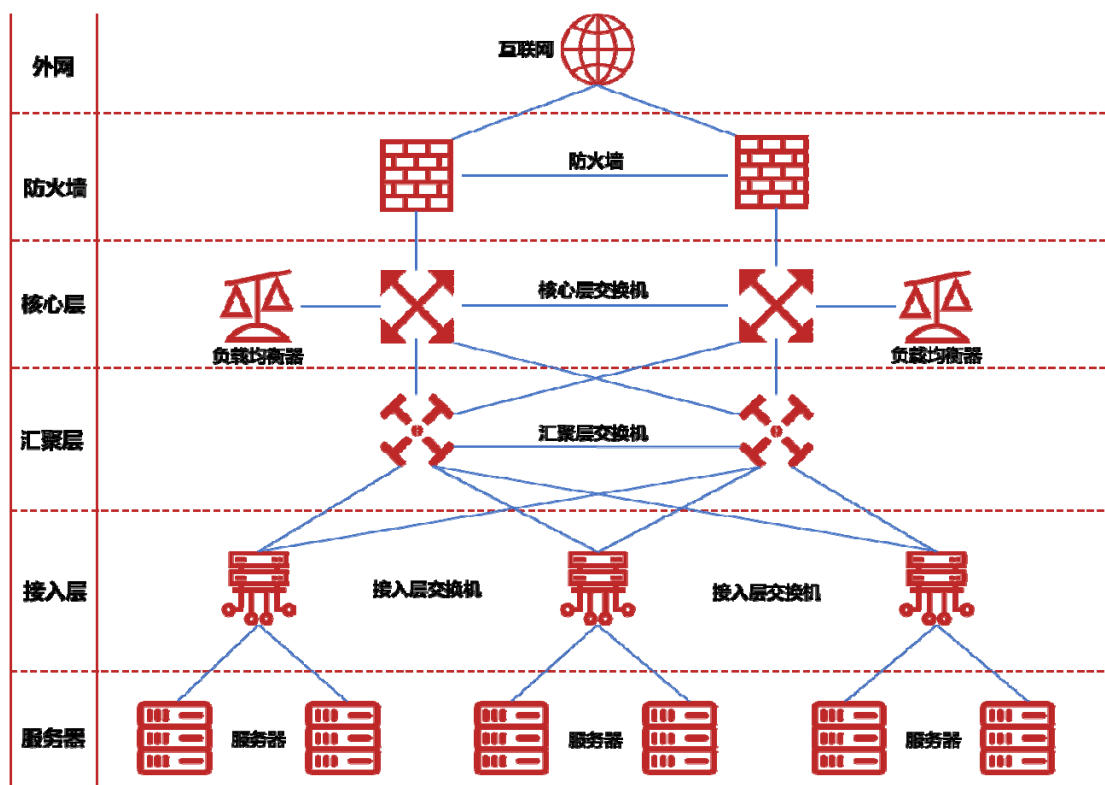 外网
互联网
防火墙
防火墙
核心层
核心层交换机
负载均衡器
负载均衡器
汇聚层
汇聚层交换机
接入层
接入层交换机
接入层交换机
服务器
服务器
服务器
服务器